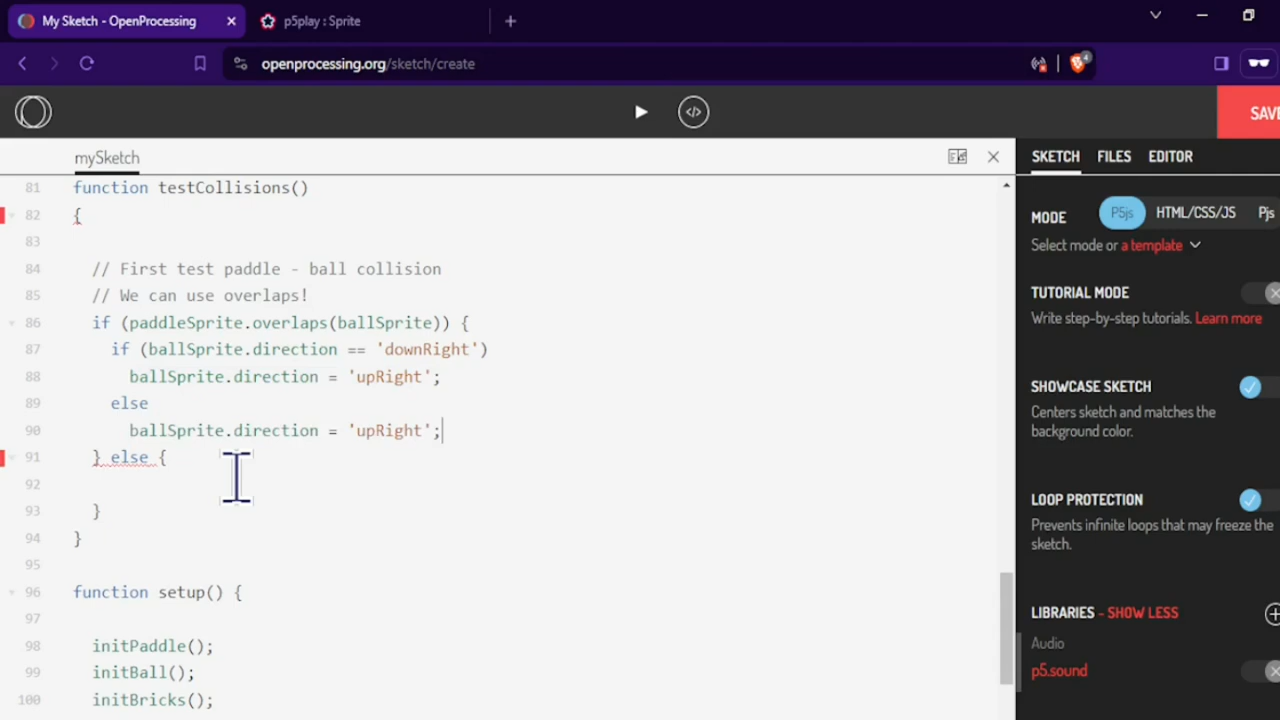 My Sketch - OpenProcessing
p5play : Sprite
openprocessing.org/sketch/create
4
</>
SAV
mySketch
SKETCH FILES EDITOR
81 function testCollisions()
82 {
83
84 // First test paddle - ball collision
85 // We can use overlaps!
86 if (paddleSprite.overlaps(ballSprite)) {
87 if (ballSprite.direction == 'downRight')
88 ballSprite.direction = 'upRight';
89 else
90 ballSprite.direction = 'upRight';
91 } else {
92
93 }
94 }
95
96 function setup() {
97
98 initPaddle();
99 initBall();
100 initBricks();
MODE P5js HTML/CSS/JS Pjs
Select mode or a template
TUTORIAL MODE
Write step-by-step tutorials. Learn more
SHOWCASE SKETCH
Centers sketch and matches the
background color.
LOOP PROTECTION
Prevents infinite loops that may freeze the
sketch.
LIBRARIES - SHOW LESS
Audio
p5.sound